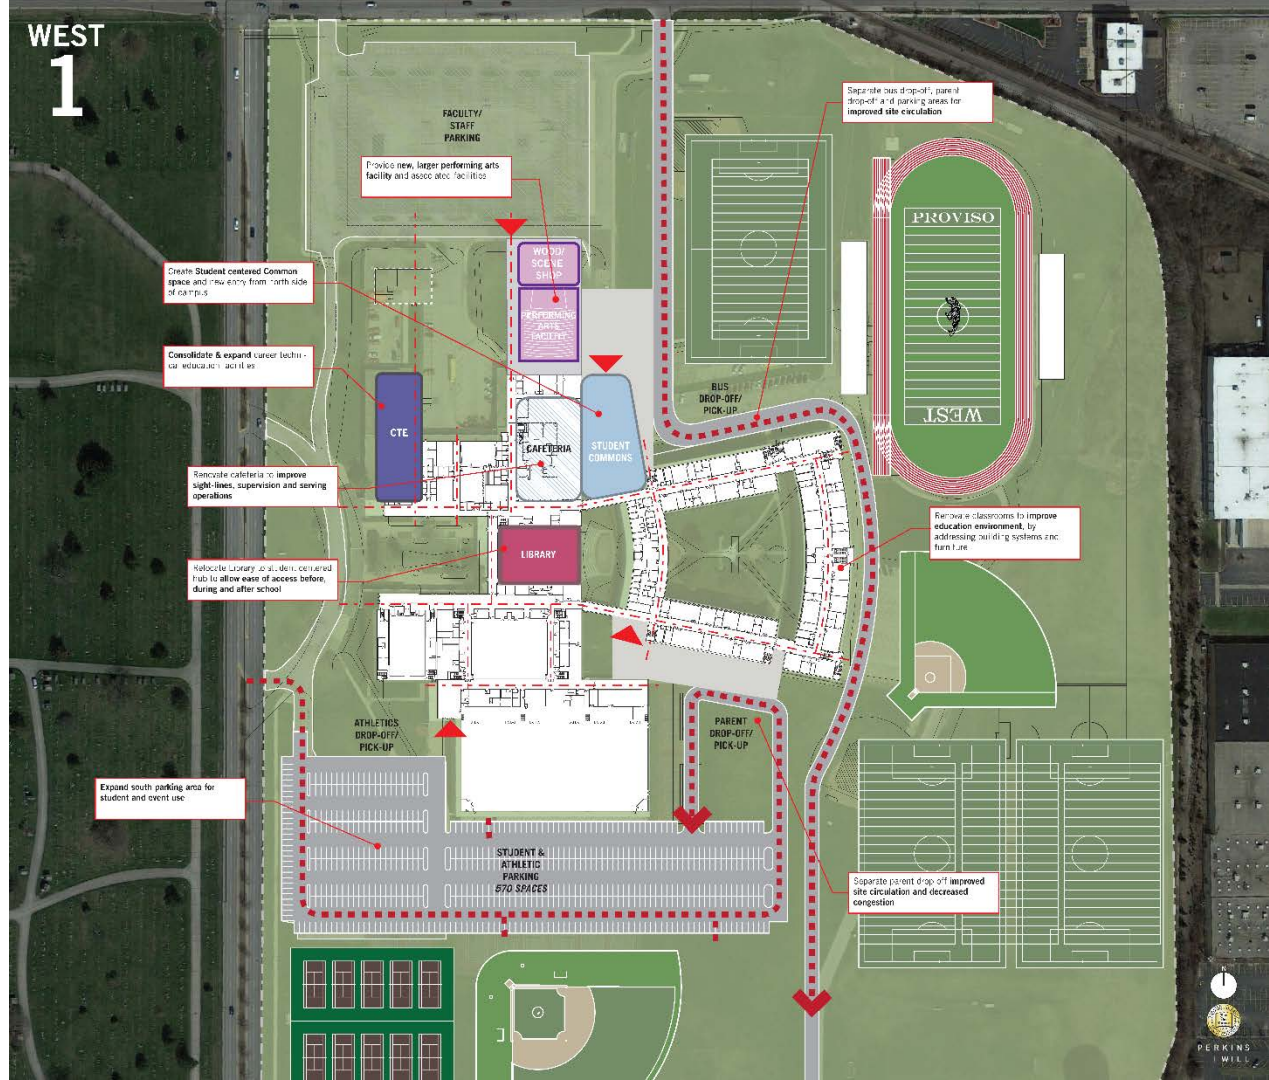 WEST
1
FACULTY/
STAFF
PARKING
Separate bus drop-off, parent
drop-off and parking areas for
improved site circulation
Provide new, larger performing arts
facility and associated facilities
PROVISO
WOOD/
SCENE
SHOP
Create Student centered Common
space and new entry from north side
of campus
PERFORMING
ARTS
FACILITY
Consolidate & expand career techni-
cal education facilities
BUS
DROP-OFF/
PICK-UP
WEST
CTE
CAFETERIA
STUDENT
COMMONS
Renovate cafeteria to improve
sight-lines, supervision and serving
operations
Renovate classrooms to improve
education environment, by
addressing building systems and
furniture
LIBRARY
Relocate Library to student centered
hub to allow ease of access before,
during and after school
ATHLETICS
DROP-OFF/
PICK-UP
PARENT
DROP-OFF/
PICK-UP
Expand south parking area for
student and event use
STUDENT &
ATHLETIC
PARKING
570 SPACES
Separate parent drop off improved
site circulation and decreased
congestion
N
PERKINS
+WILL